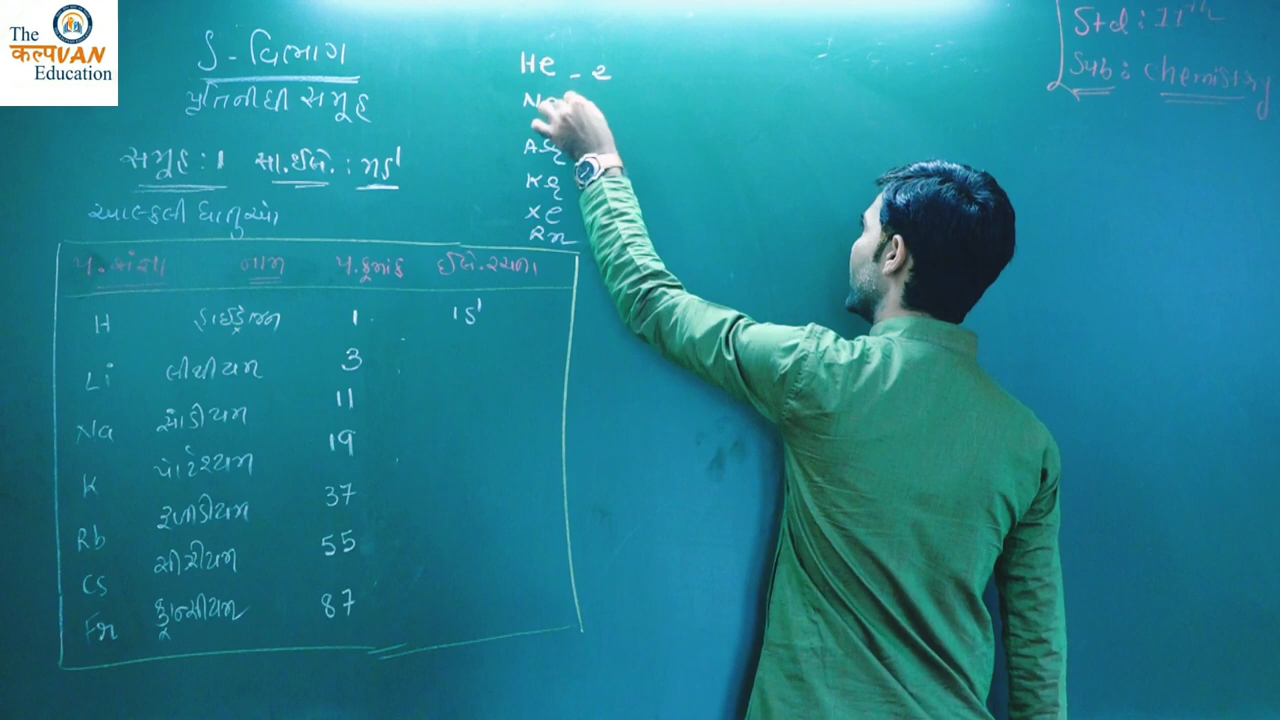 The
कल्पVAN
Education
S - વિભાગ
પ્રતિનીધી સમૂહ
સમૂહ : 1 સા.ઈલે. : ns¹
આલ્કલી ધાતુઓ
પ.સંજ્ઞા નામ પ.ક્રમાંક ઈલે.રચના
H હાઈડ્રોજન 1 1s¹
Li લીથીયમ 3
Na સોડીયમ 11
K પોટેશ્યમ 19
Rb રૂબીડીયમ 37
Cs સીઝીયમ 55
Fr ફ્રાન્સીયમ 87
He - 2
Kr
Xe
Rn
Std : 11th
Sub : chemistry